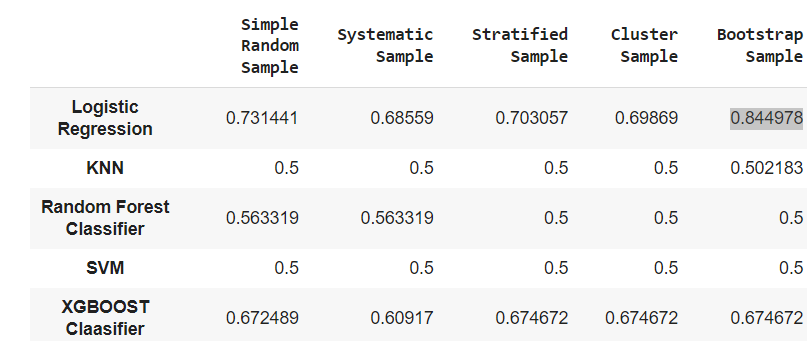 Simple Random Sample Systematic Sample Stratified Sample Cluster Sample Bootstrap Sample
Logistic Regression 0.731441 0.68559 0.703057 0.69869 0.844978
KNN 0.5 0.5 0.5 0.5 0.502183
Random Forest Classifier 0.563319 0.563319 0.5 0.5 0.5
SVM 0.5 0.5 0.5 0.5 0.5
XGBOOST Claasifier 0.672489 0.60917 0.674672 0.674672 0.674672